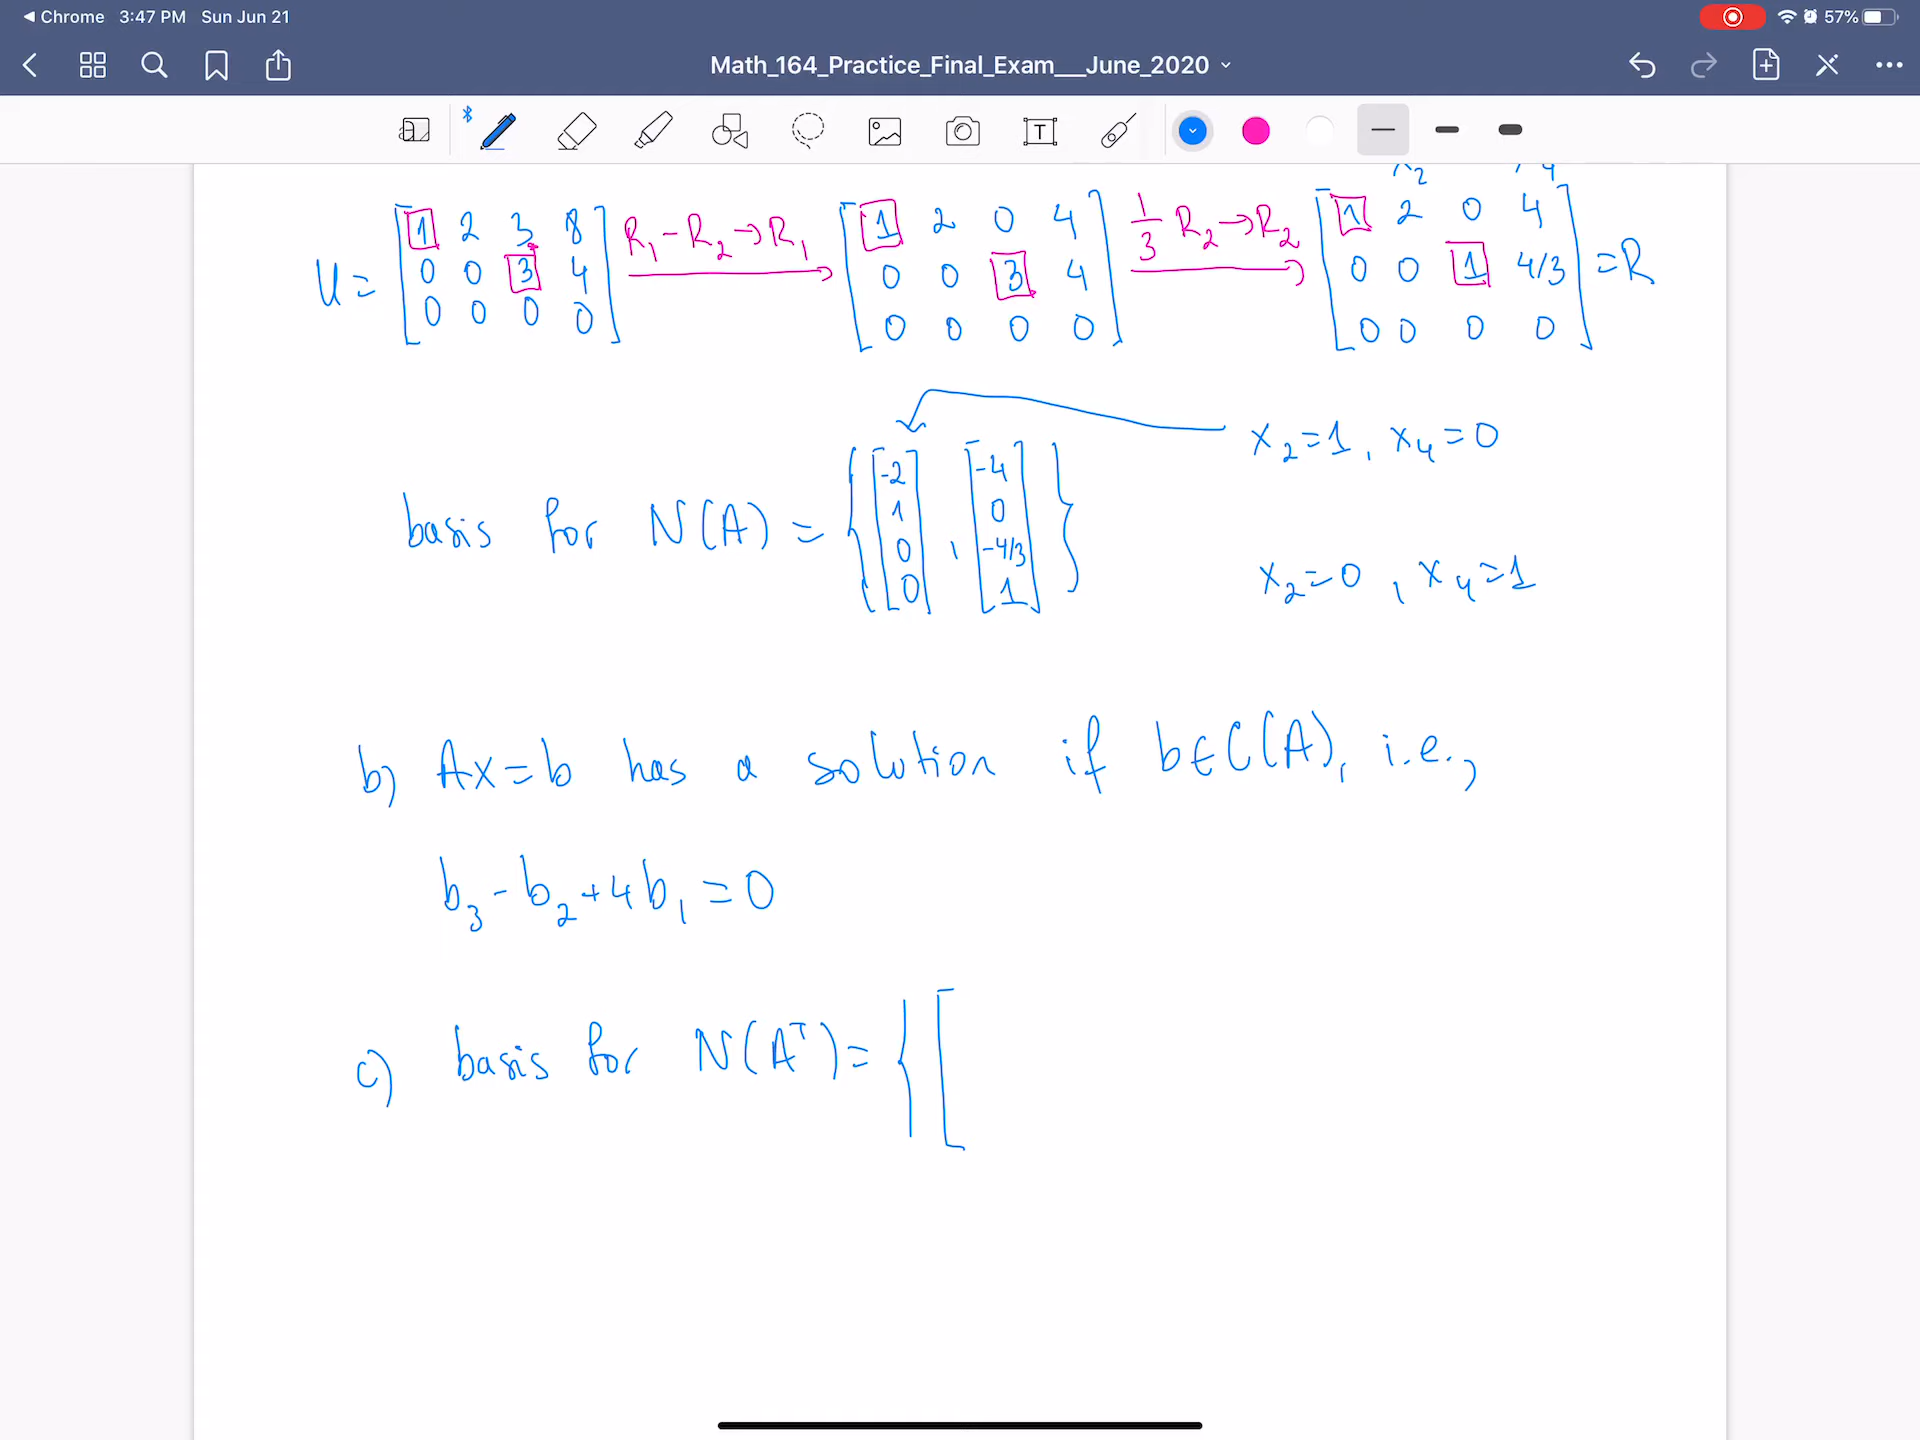 Chrome 3:47 PM Sun Jun 21 57%
Math_164_Practice_Final_Exam___June_2020
x2 x4
U = [1 2 3 8; 0 0 3 4; 0 0 0 0] R1-R2→R1 [1 2 0 4; 0 0 3 4; 0 0 0 0] 1/3 R2→R2 [1 2 0 4; 0 0 1 4/3; 0 0 0 0] = R
x2=1, x4=0
basis for N(A) = {[-2 1 0 0], [-4 0 -4/3 1]}
x2=0, x4=1
b) Ax=b has a solution if b∈C(A), i.e.,
b3-b2+4b1=0
c) basis for N(A^T) = {[